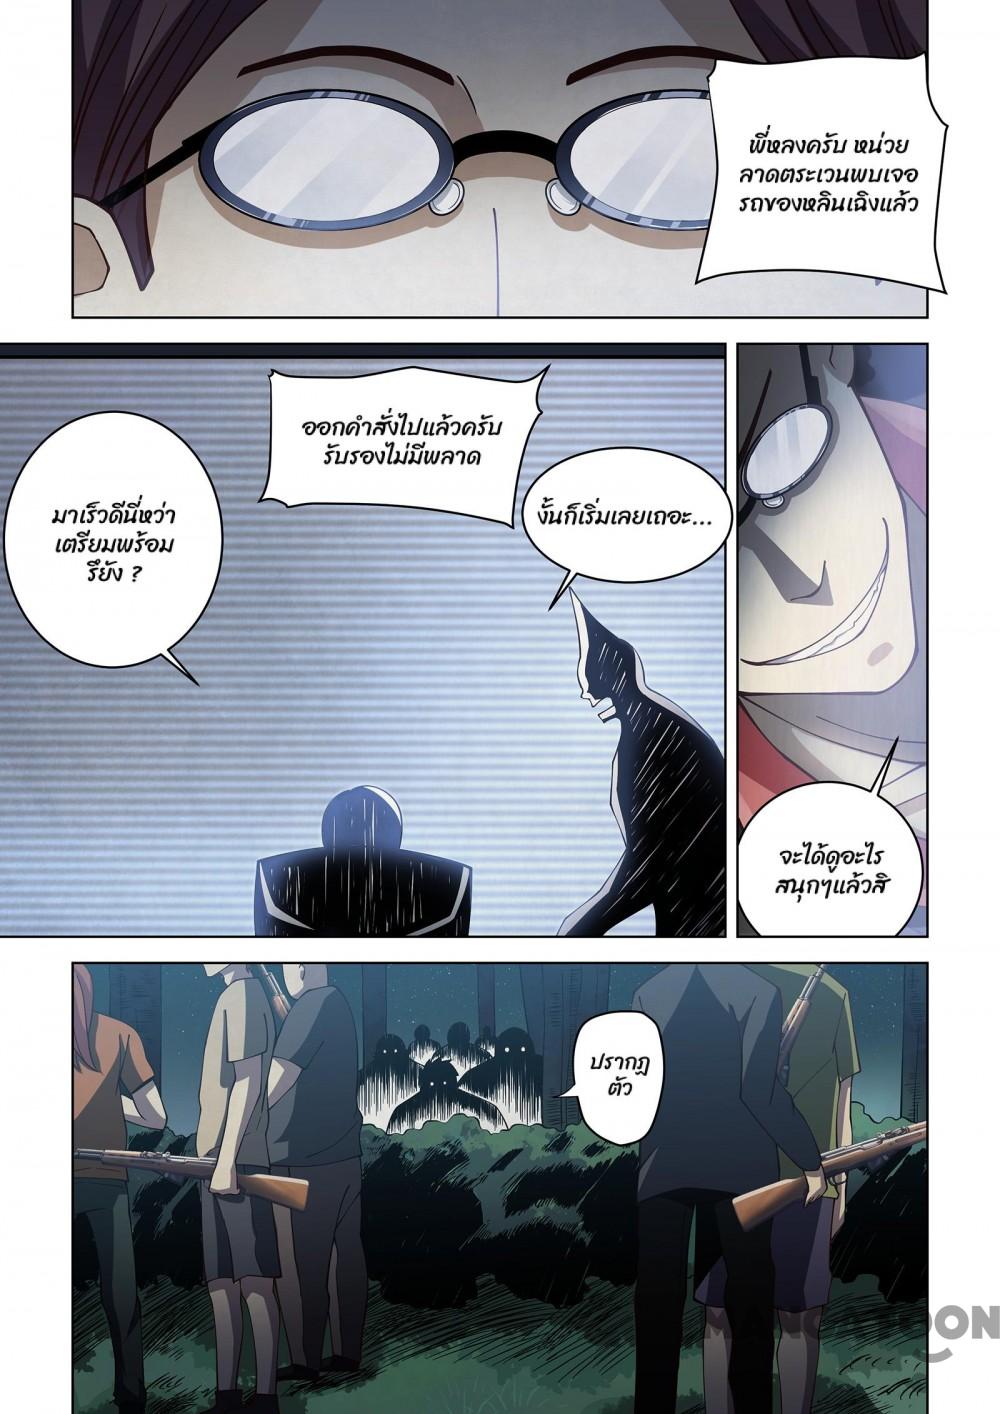 พี่หลงครับ หน่วย
ลาดตระเวนพบเจอ
รถของหลินเฉิงแล้ว
มาเร็วดีนี่หว่า
เตรียมพร้อม
รึยัง ?
ออกคำสั่งไปแล้วครับ
รับรองไม่มีพลาด
งั้นก็เริ่มเลยเถอะ...
จะได้ดูอะไร
สนุกๆแล้วสิ
ปรากฏ
ตัว
MANGATOON